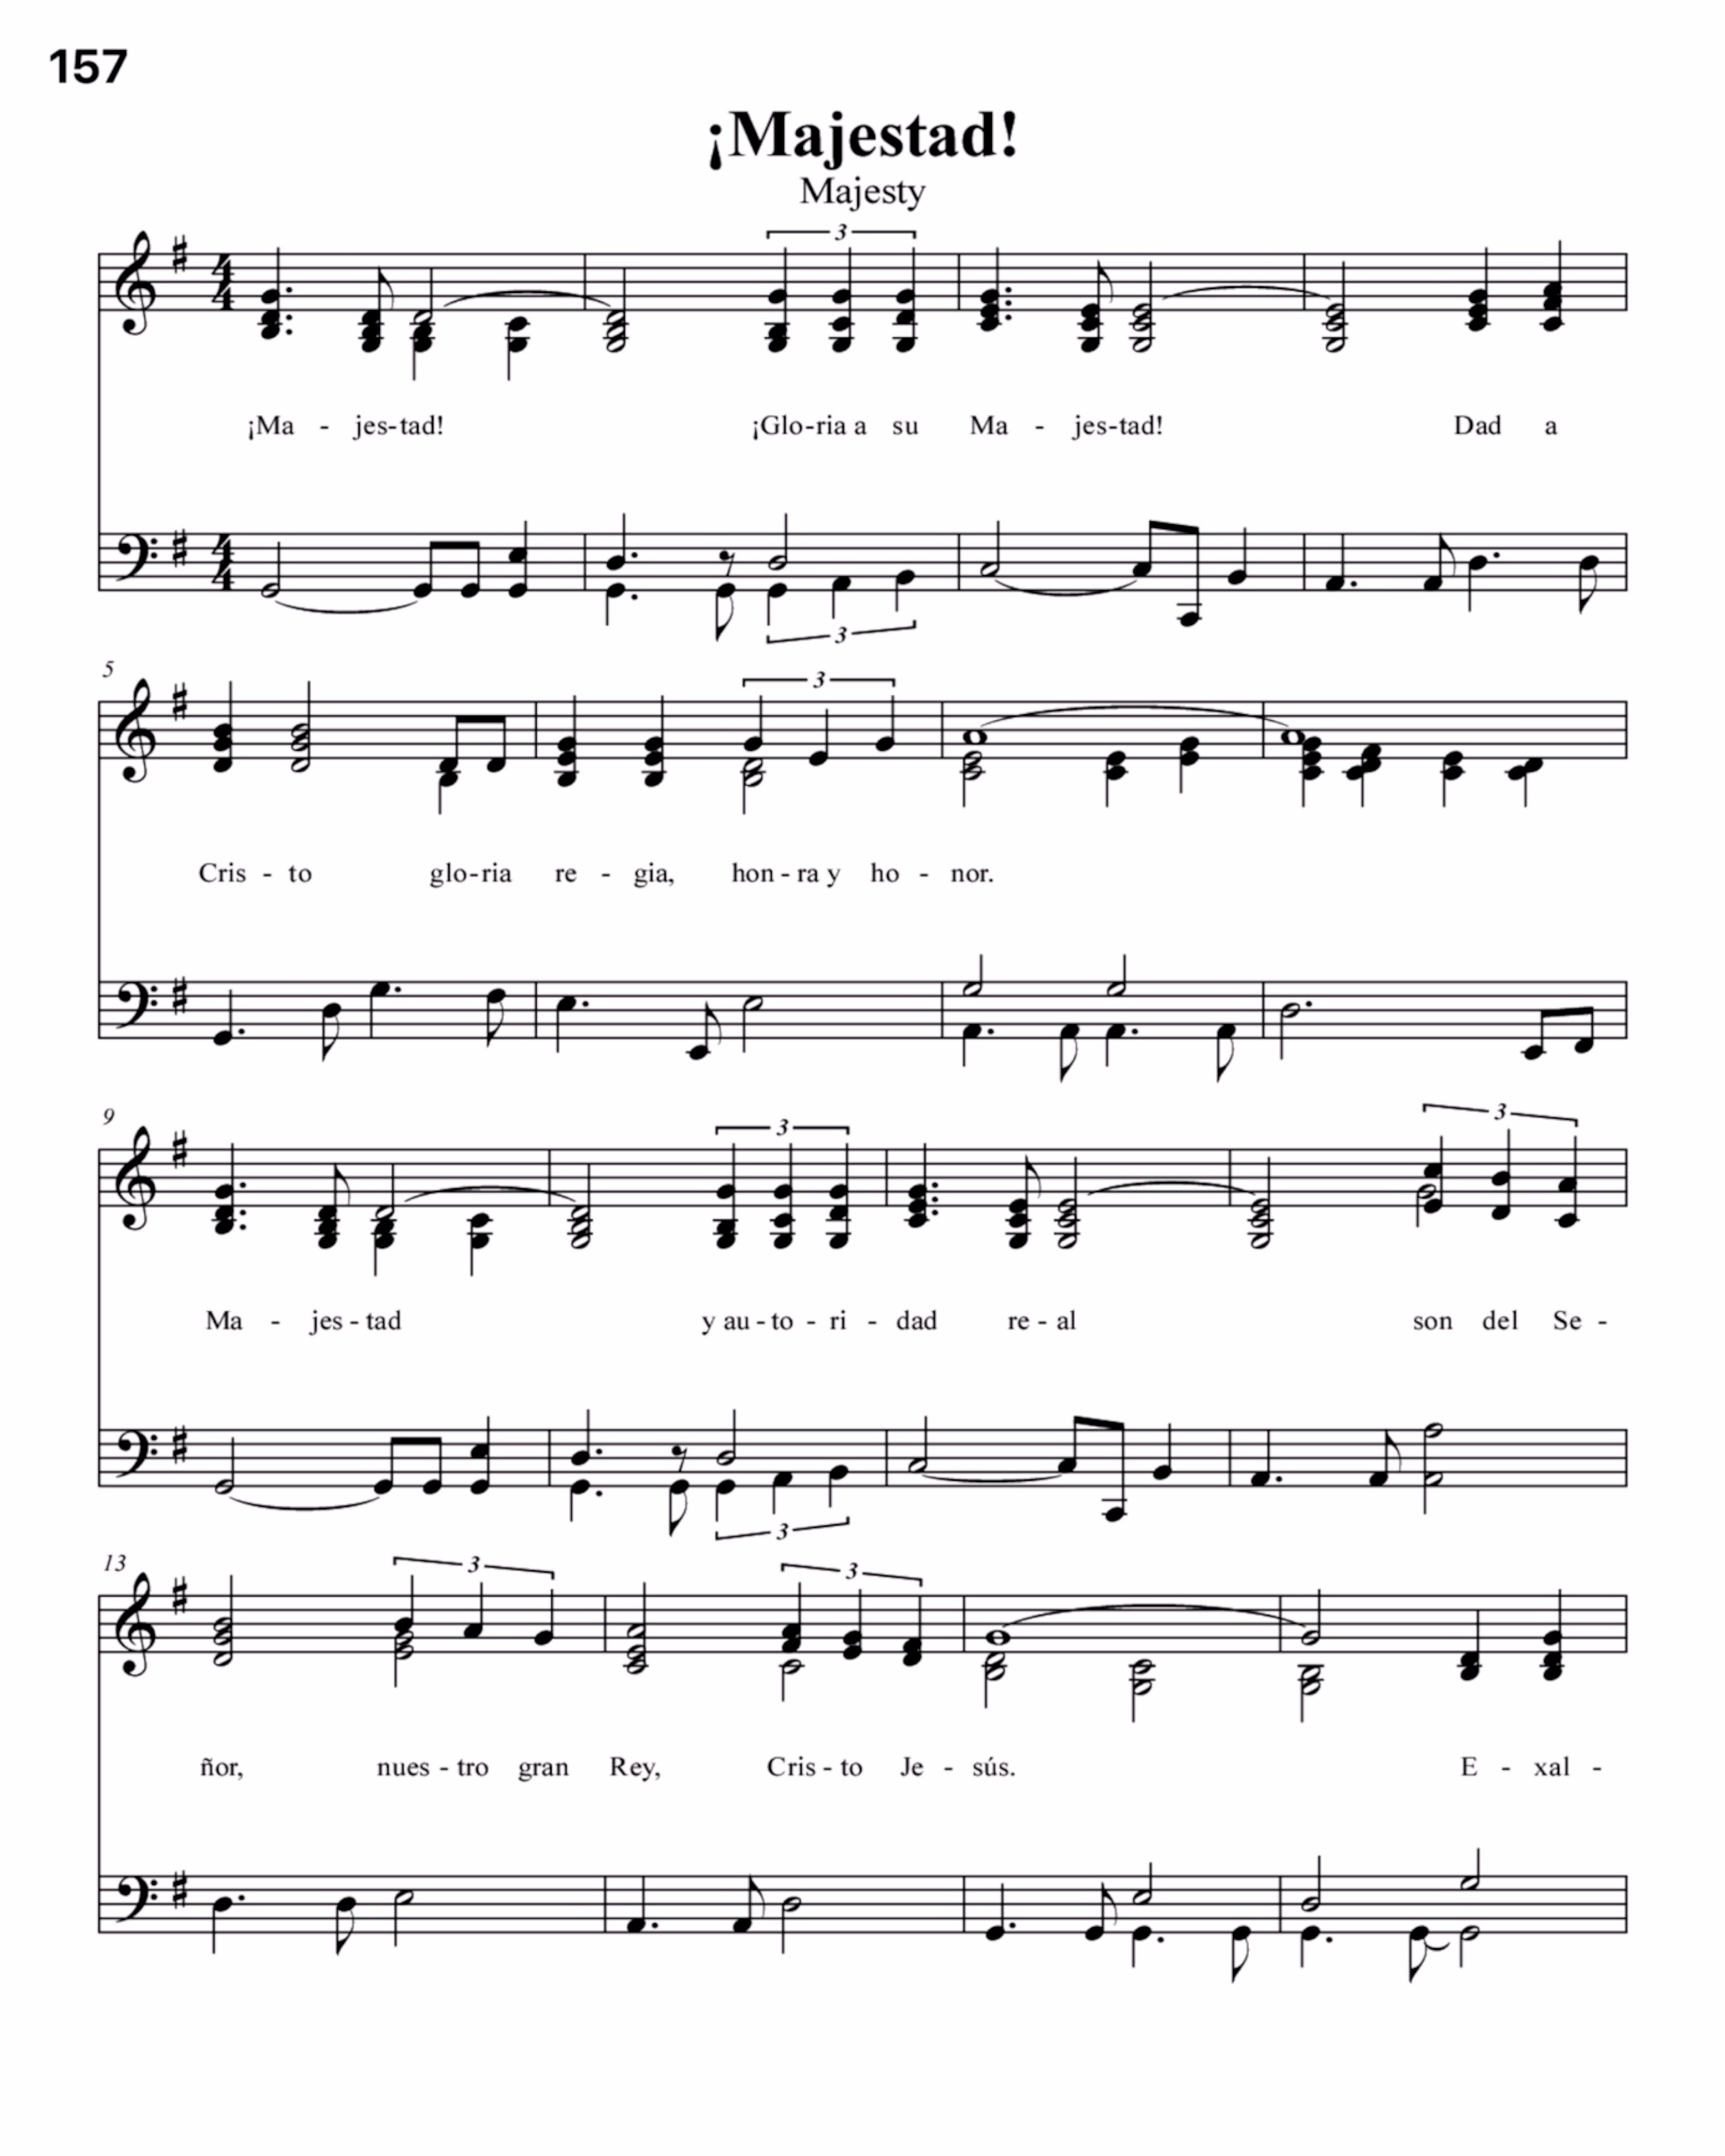 157
¡Majestad!
Majesty
3
4 4
¡Ma - jes-tad! ¡Glo-ria a su Ma - jes-tad! Dad a
4 4
3
5
3
Cris - to glo-ria re - gia, hon - ra y ho - nor.
9
3 3
Ma - jes - tad y au - to - ri - dad re - al son del Se -
3
13
3 3
ñor, nues - tro gran Rey, Cris - to Je - sús. E - xal -